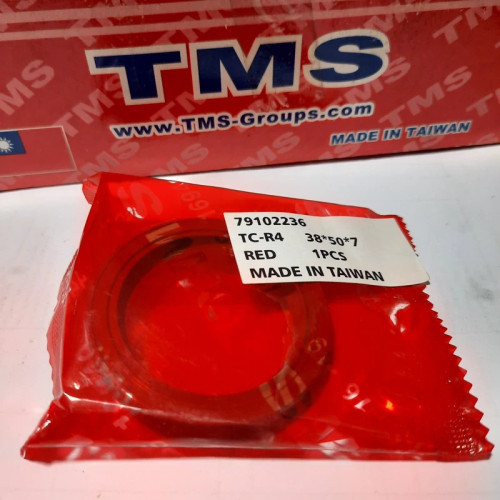 TMS
www.TMS-Groups.com
MADE IN TAIWAN
79102236
TC-R4 38*50*7
RED 1PCS
MADE IN TAIWAN